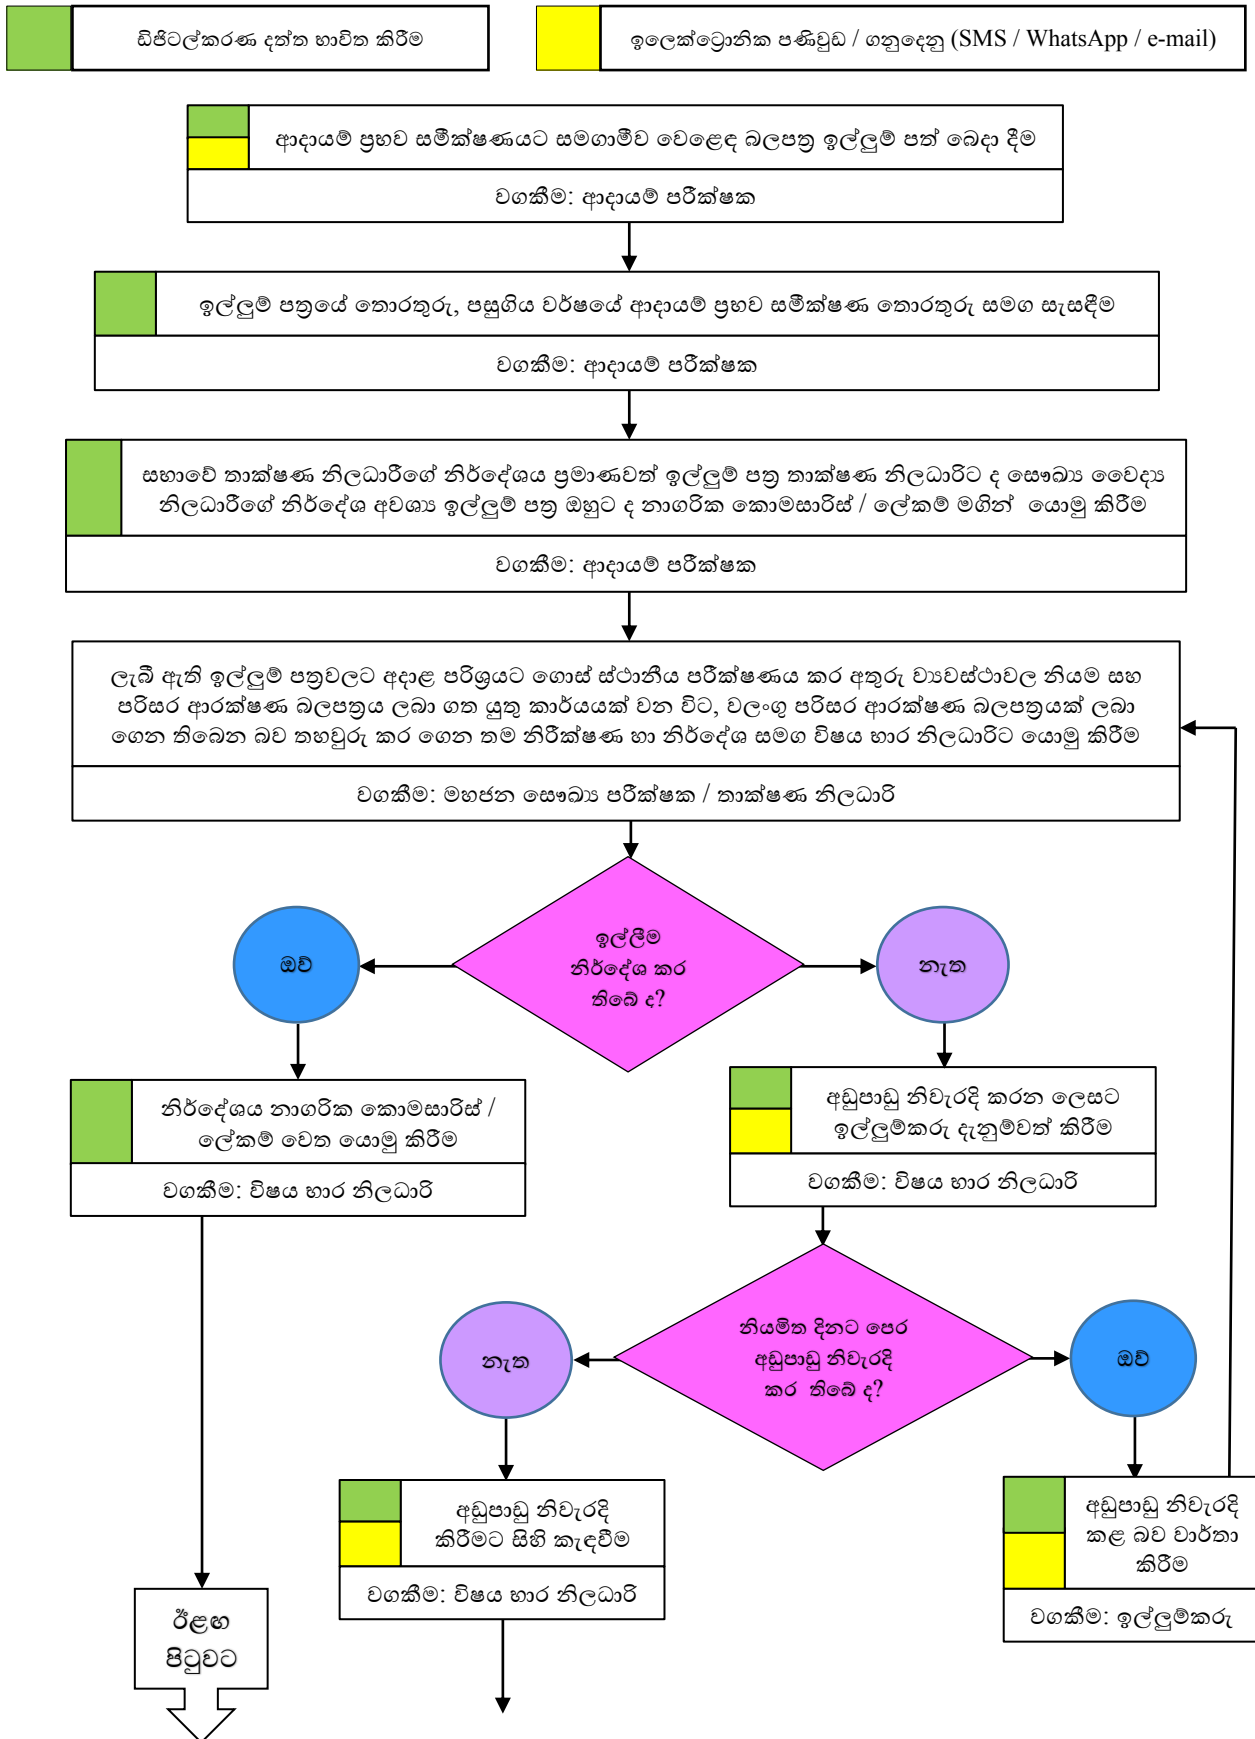 ඩිජිටල්කරණ දත්ත භාවිත කිරීම
ඉලෙක්ට්‍රොනික පණිවුඩ / ගනුදෙනු (SMS / WhatsApp / e-mail)
ආදායම් ප්‍රභව සමීක්ෂණයට සමගාමීව වෙළෙඳ බලපත්‍ර ඉල්ලුම් පත් බෙදා දීම
වගකීම: ආදායම් පරීක්ෂක
ඉල්ලුම් පත්‍රයේ තොරතුරු, පසුගිය වර්ෂයේ ආදායම් ප්‍රභව සමීක්ෂණ තොරතුරු සමග සැසඳීම
වගකීම: ආදායම් පරීක්ෂක
සභාවේ තාක්ෂණ නිලධාරීගේ නිර්දේශය ප්‍රමාණවත් ඉල්ලුම් පත්‍ර තාක්ෂණ නිලධාරිට ද සෞඛ්‍ය වෛද්‍ය
නිලධාරීගේ නිර්දේශ අවශ්‍ය ඉල්ලුම් පත්‍ර ඔහුට ද නාගරික කොමසාරිස් / ලේකම් මගින් යොමු කිරීම
වගකීම: ආදායම් පරීක්ෂක
ලැබී ඇති ඉල්ලුම් පත්‍රවලට අදාළ පරිශ්‍රයට ගොස් ස්ථානීය පරීක්ෂණය කර අතුරු ව්‍යවස්ථාවල නියම සහ
පරිසර ආරක්ෂණ බලපත්‍රය ලබා ගත යුතු කාර්යයක් වන විට, වලංගු පරිසර ආරක්ෂණ බලපත්‍රයක් ලබා
ගෙන තිබෙන බව තහවුරු කර ගෙන තම නිරීක්ෂණ හා නිර්දේශ සමග විෂය භාර නිලධාරිට යොමු කිරීම
වගකීම: මහජන සෞඛ්‍ය පරීක්ෂක / තාක්ෂණ නිලධාරි
ඉල්ලීම
නිර්දේශ කර
තිබේ ද?
ඔව්
නැත
නිර්දේශය නාගරික කොමසාරිස් /
ලේකම් වෙත යොමු කිරීම
වගකීම: විෂය භාර නිලධාරි
අඩුපාඩු නිවැරදි කරන ලෙසට
ඉල්ලුම්කරු දැනුම්වත් කිරීම
වගකීම: විෂය භාර නිලධාරි
නියමිත දිනට පෙර
අඩුපාඩු නිවැරදි
කර තිබේ ද?
නැත
ඔව්
අඩුපාඩු නිවැරදි
කිරීමට සිහි කැඳවීම
වගකීම: විෂය භාර නිලධාරි
අඩුපාඩු නිවැරදි
කළ බව වාර්තා
කිරීම
වගකීම: ඉල්ලුම්කරු
ඊළඟ
පිටුවට